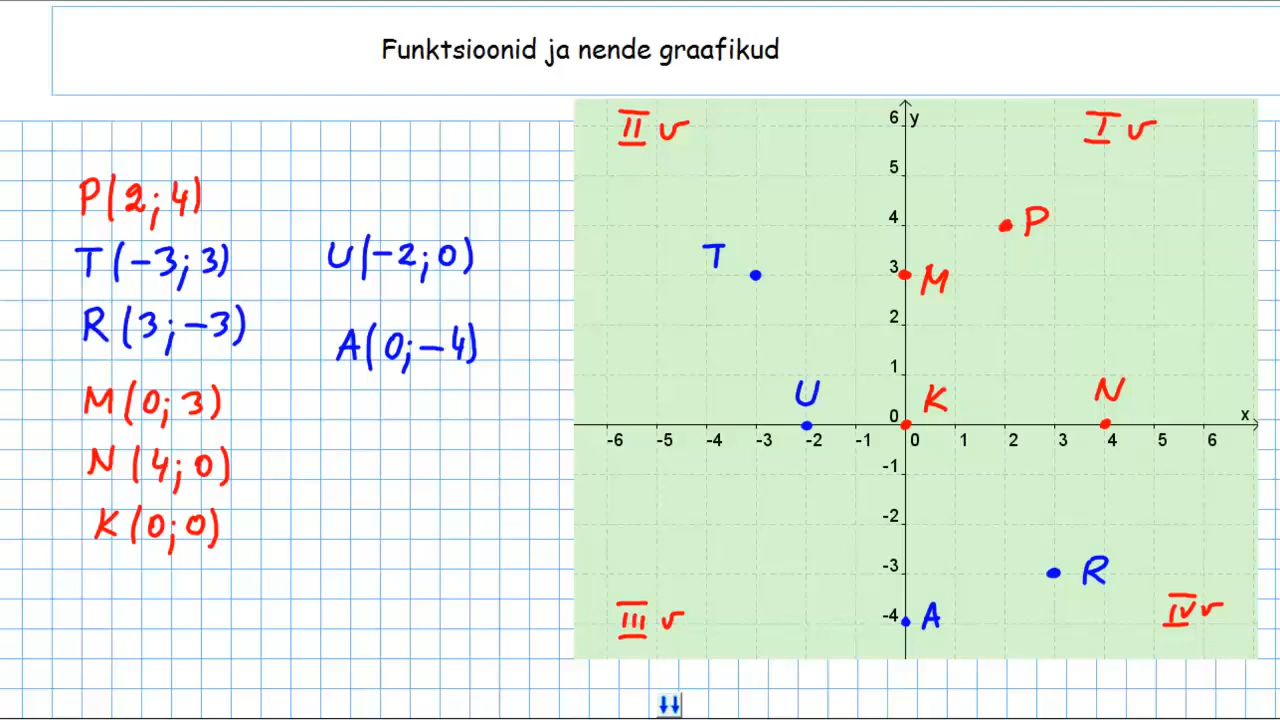 Funktsioonid ja nende graafikud
P(2; 4)
T(-3; 3)
R(3; -3)
M(0; 3)
N(4; 0)
K(0; 0)
U(-2; 0)
A(0; -4)
II v
I v
III v
IV v
y
x
6
5
4
3
2
1
0
-1
-2
-3
-4
-6 -5 -4 -3 -2 -1 0 1 2 3 4 5 6
P
T
M
U
K
N
R
A